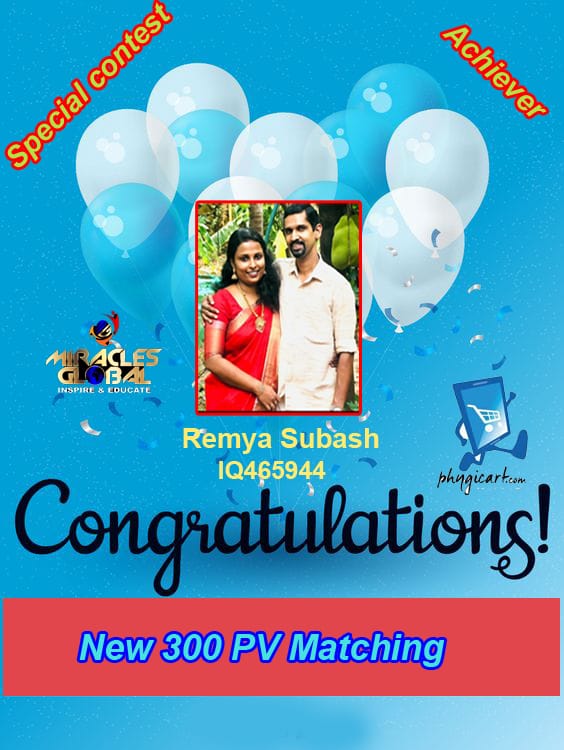 Special contest
Achiever
MIRACLES
GLOBAL
INSPIRE & EDUCATE
Remya Subash
IQ465944
phygicart.com
Congratulations!
New 300 PV Matching